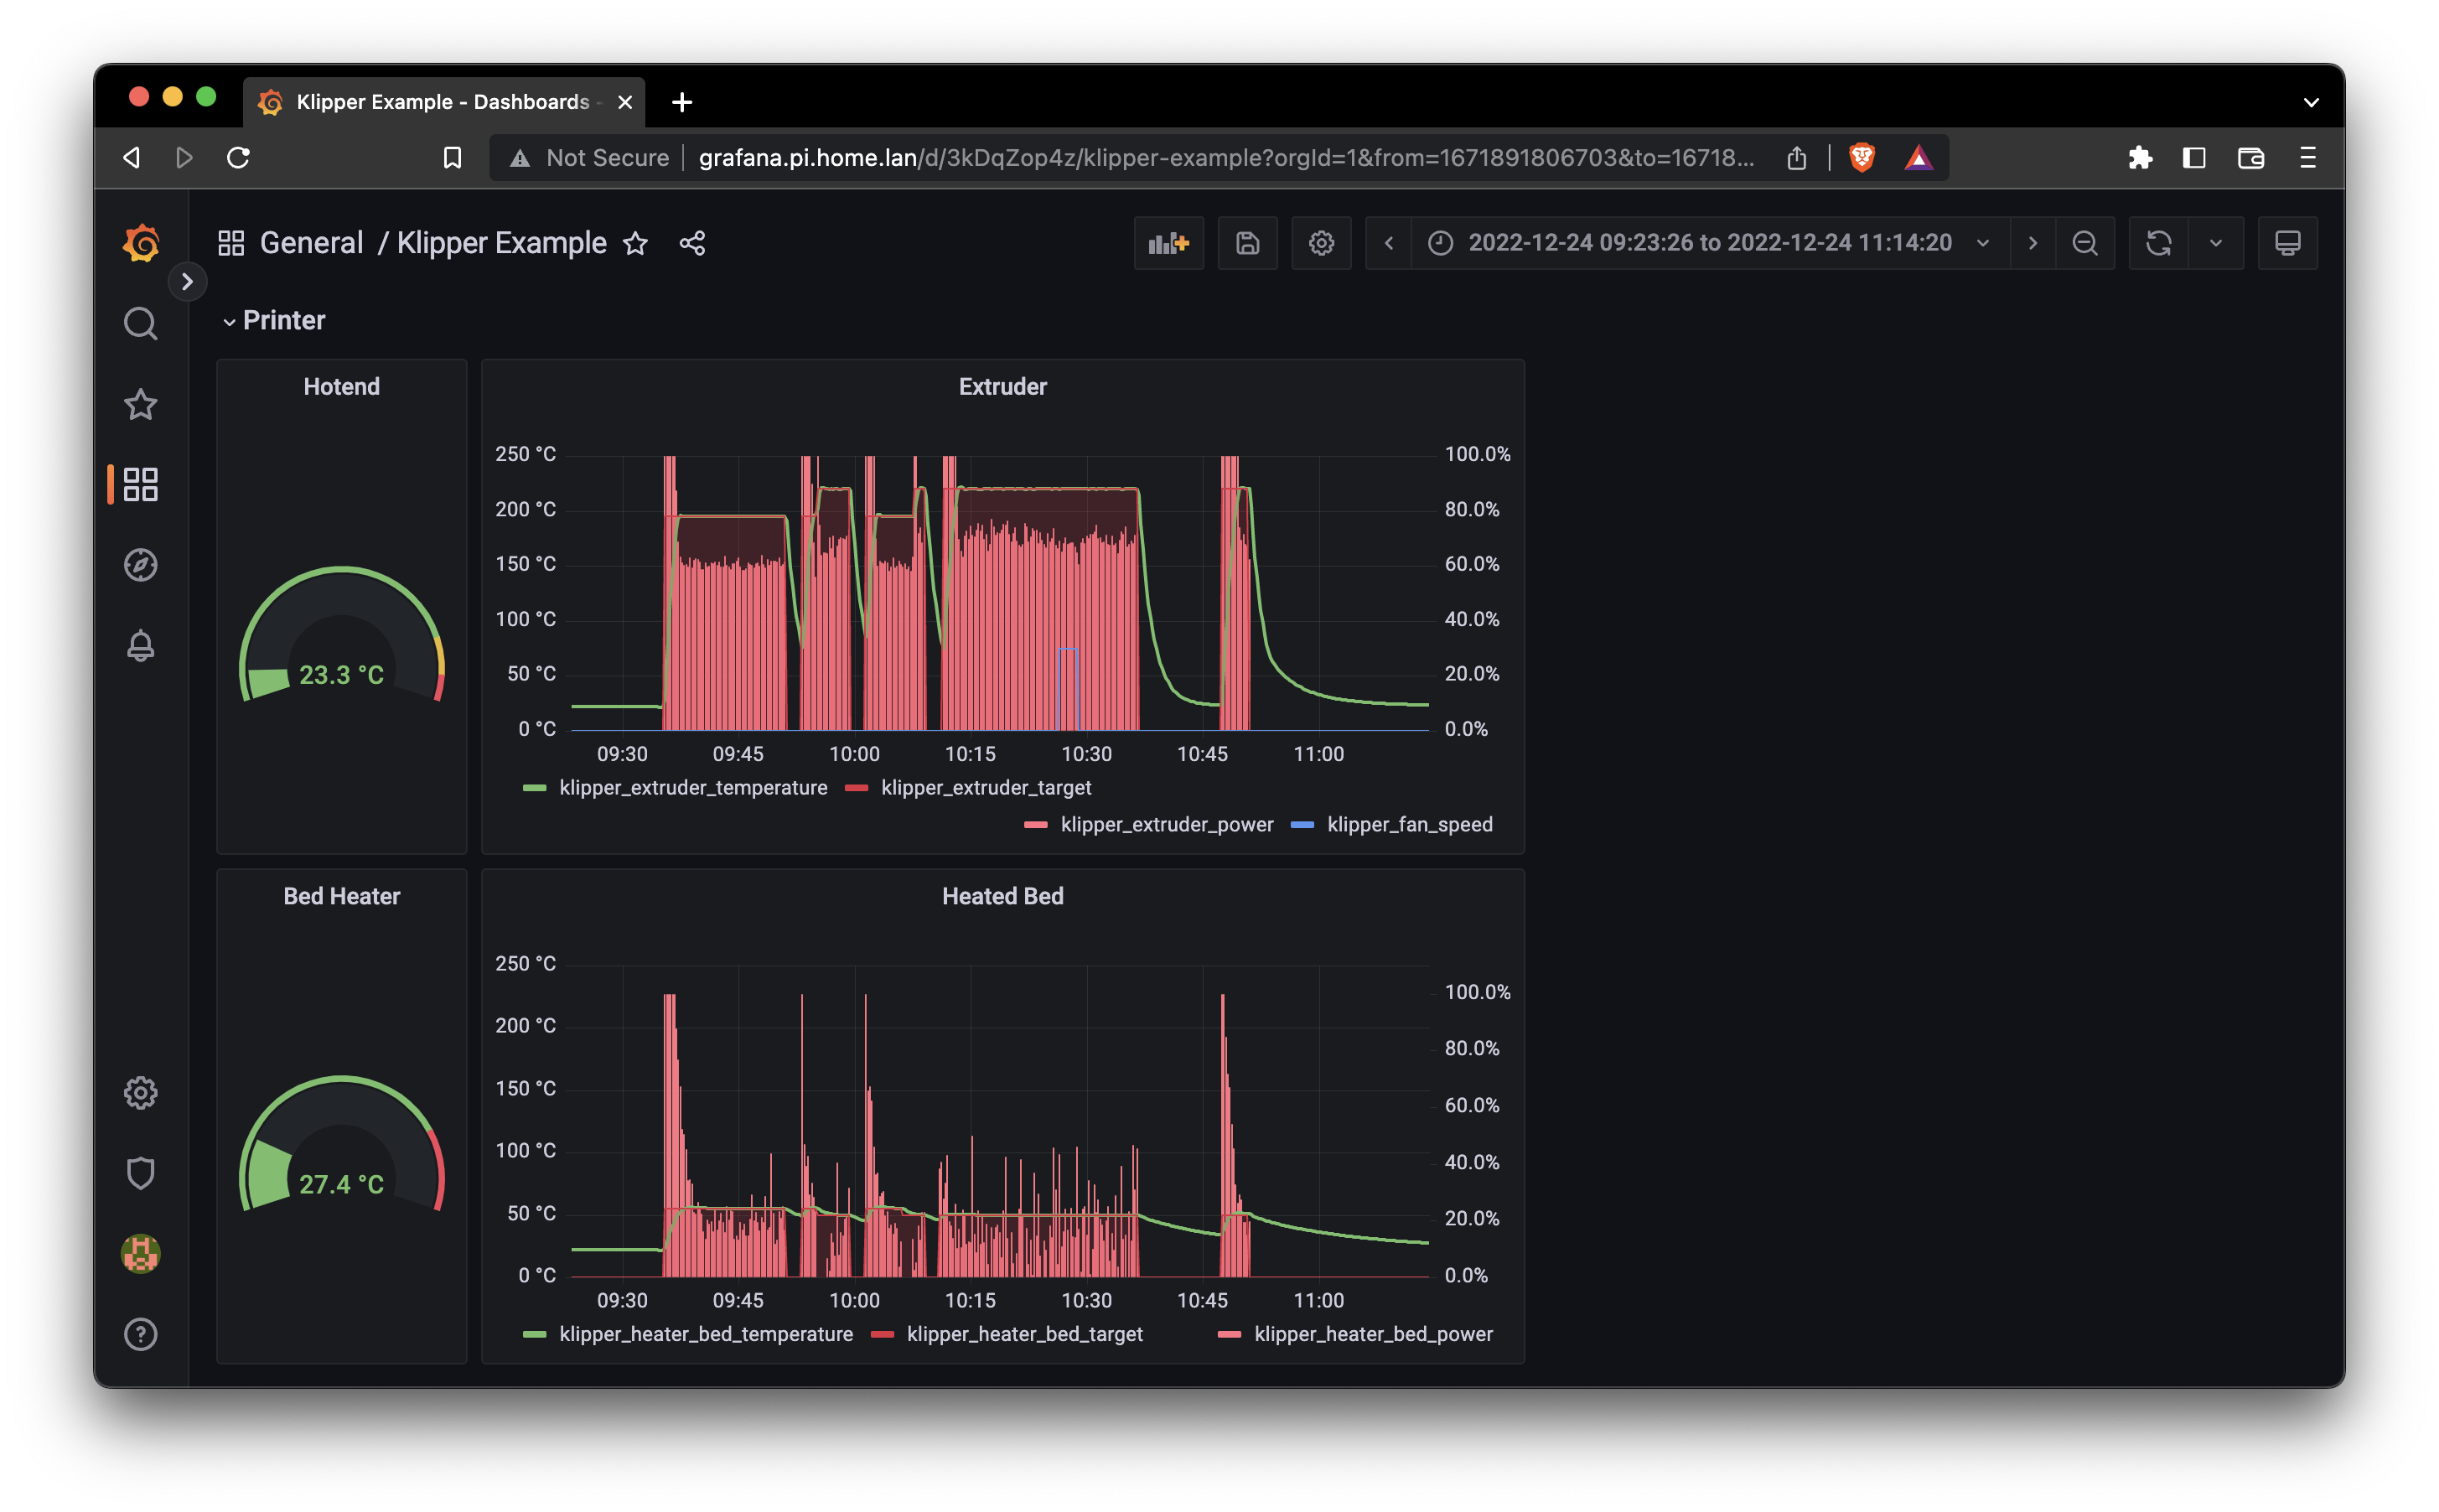 Klipper Example - Dashboards -
Not Secure grafana.pi.home.lan/d/3kDqZop4z/klipper-example?orgId=1&from=1671891806703&to=16718...
General / Klipper Example
2022-12-24 09:23:26 to 2022-12-24 11:14:20
Printer
Hotend
23.3 °C
Extruder
250 °C 100.0%
200 °C 80.0%
150 °C 60.0%
100 °C 40.0%
50 °C 20.0%
0 °C 0.0%
09:30 09:45 10:00 10:15 10:30 10:45 11:00
klipper_extruder_temperature klipper_extruder_target
klipper_extruder_power klipper_fan_speed
Bed Heater
27.4 °C
Heated Bed
250 °C
100.0%
200 °C
80.0%
150 °C
60.0%
100 °C
40.0%
50 °C
20.0%
0 °C 0.0%
09:30 09:45 10:00 10:15 10:30 10:45 11:00
klipper_heater_bed_temperature klipper_heater_bed_target klipper_heater_bed_power